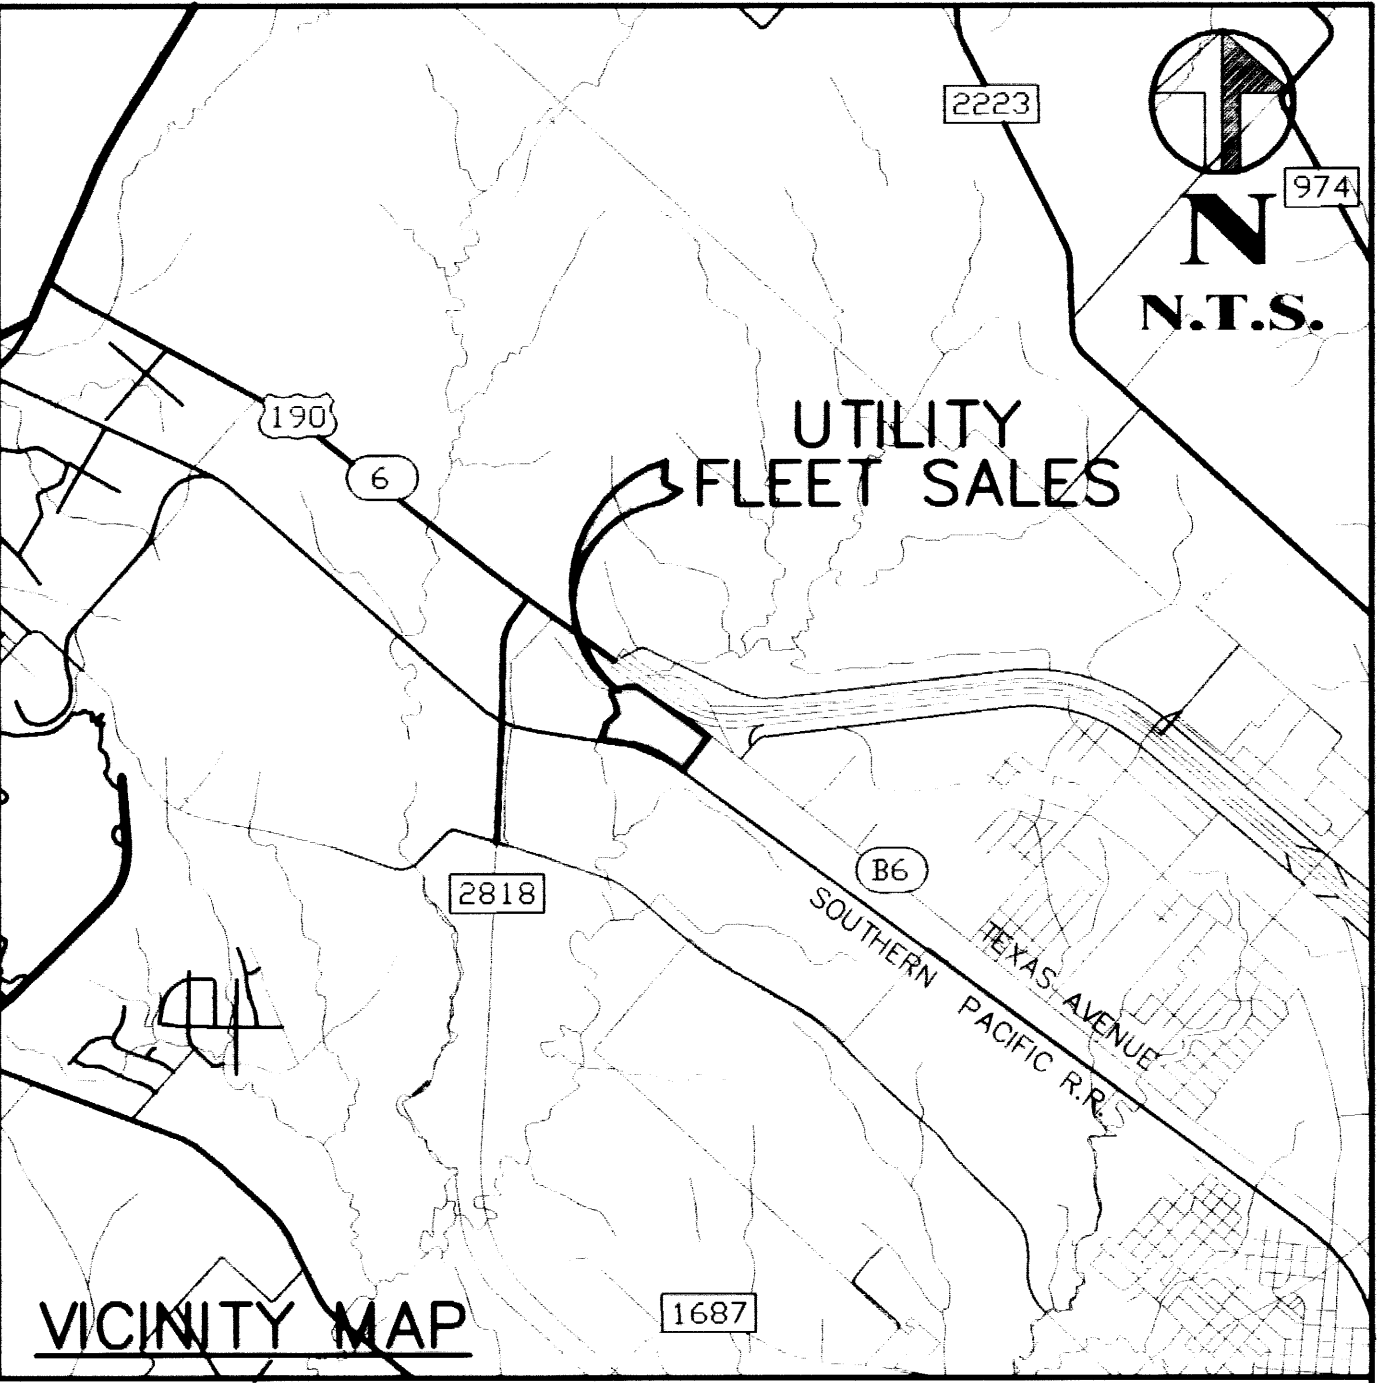 2223
974
N
N.T.S.
190
UTILITY
FLEET SALES
6
B6
2818
SOUTHERN PACIFIC R.R.
TEXAS AVENUE
1687
VICINITY MAP